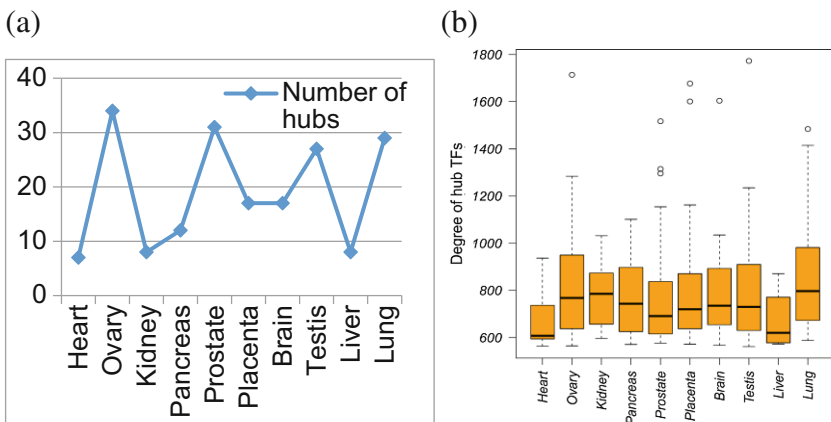 (a)
40
30
20
10
0
Number of
hubs
Heart
Ovary
Kidney
Pancreas
Prostate
Placenta
Brain
Testis
Liver
Lung
(b)
Degree of hub TFs
1800
1600
1400
1200
1000
800
600
Heart
Ovary
Kidney
Pancreas
Prostate
Placenta
Brain
Testis
Liver
Lung